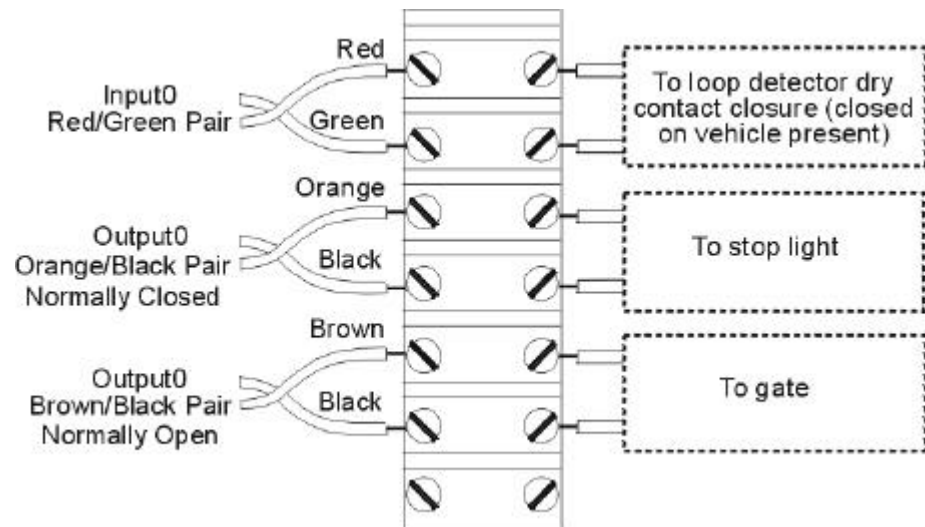 Red
Input0
Red/Green Pair
Green
To loop detector dry
contact closure (closed
on vehicle present)
Orange
Output0
Orange/Black Pair
Normally Closed
Black
To stop light
Brown
Output0
Brown/Black Pair
Normally Open
Black
To gate